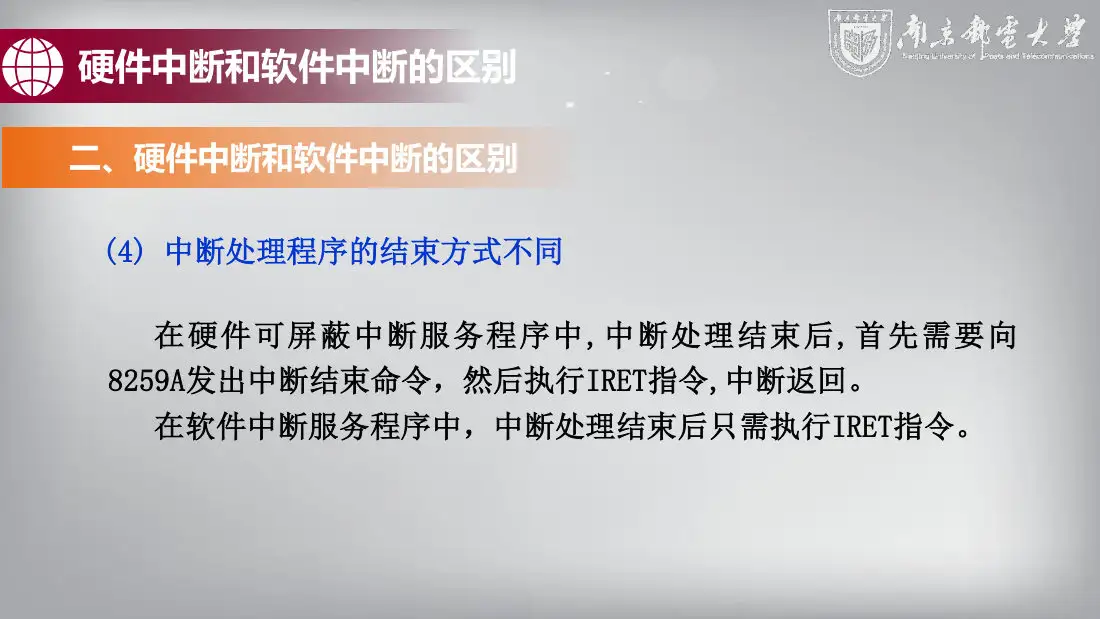 硬件中断和软件中断的区别
南京邮电大学
Nanjing University of Posts and Telecommunications
二、硬件中断和软件中断的区别
(4) 中断处理程序的结束方式不同
在硬件可屏蔽中断服务程序中,中断处理结束后,首先需要向
8259A发出中断结束命令，然后执行IRET指令,中断返回。
在软件中断服务程序中，中断处理结束后只需执行IRET指令。